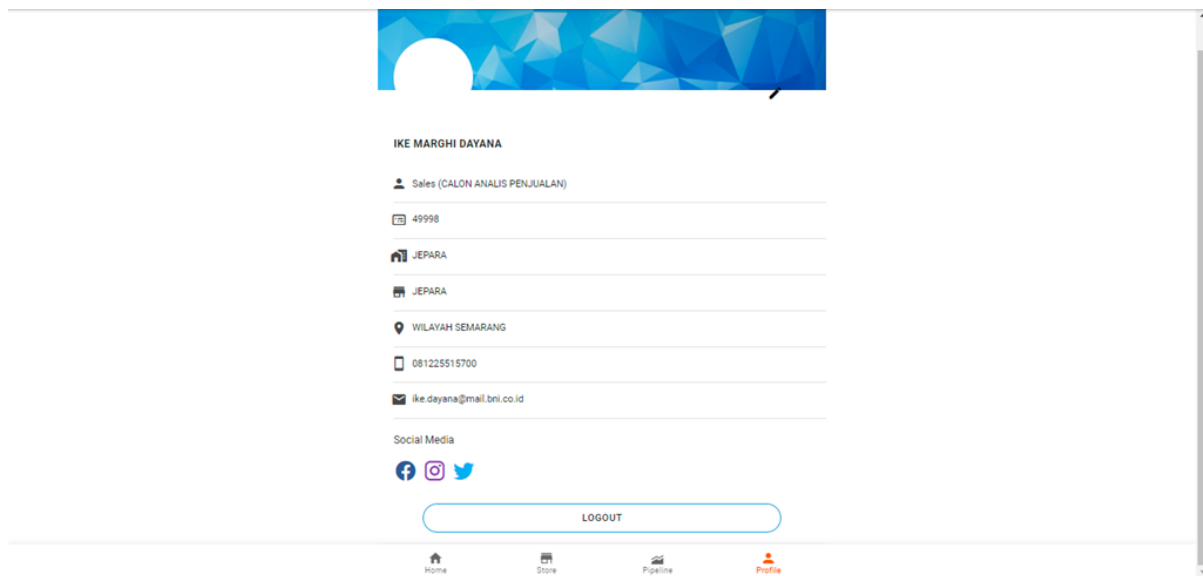 IKE MARGHI DAYANA
Sales (CALON ANALIS PENJUALAN)
49998
JEPARA
JEPARA
WILAYAH SEMARANG
081225515700
ike.dayana@mail.bni.co.id
Social Media
LOGOUT
Home
Store
Pipeline
Profile